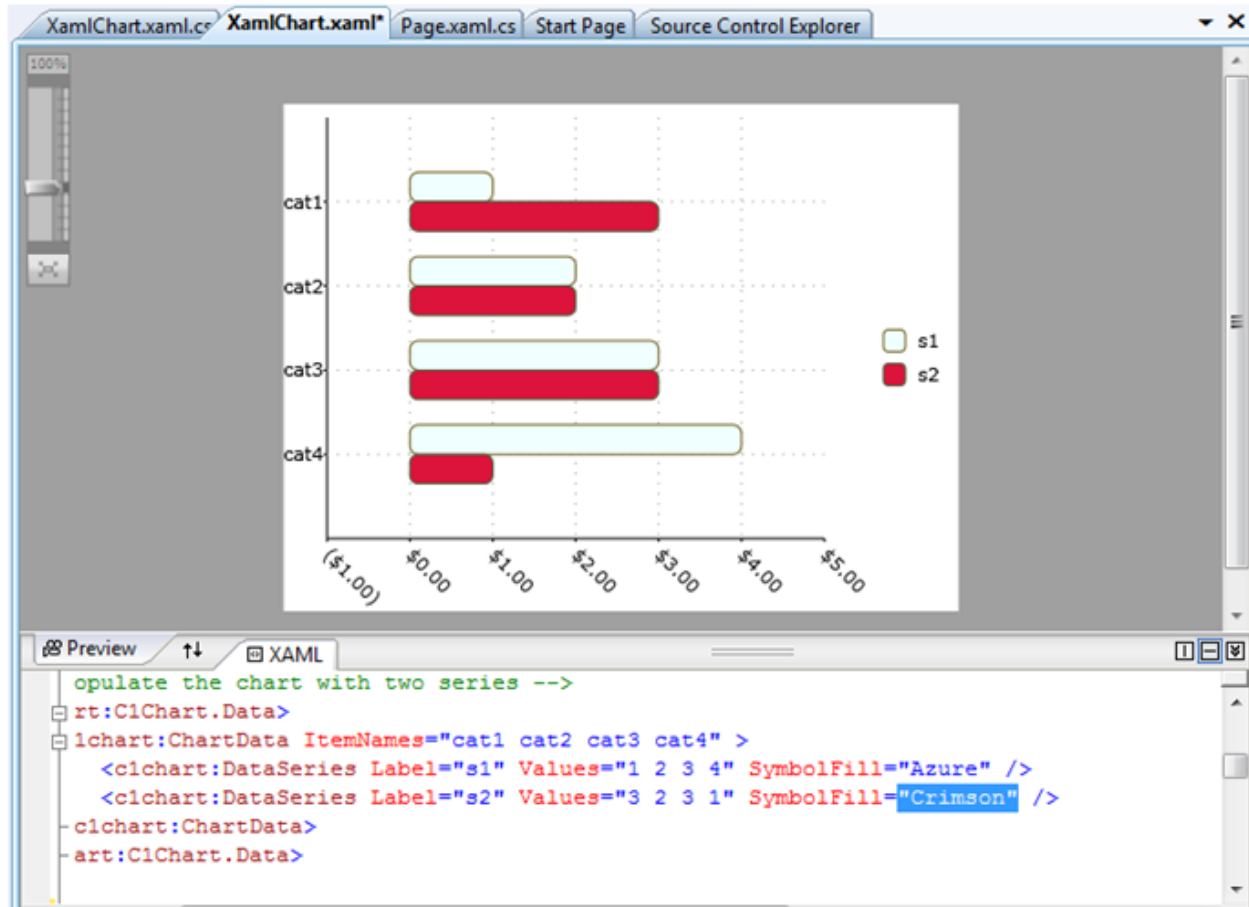 XamlChart.xaml.cs XamlChart.xaml* Page.xaml.cs Start Page Source Control Explorer
100%
cat1
cat2
cat3
cat4
s1
s2
($1.00) $0.00 $1.00 $2.00 $3.00 $4.00 $5.00
Preview XAML
opulate the chart with two series -->
rt:C1Chart.Data>
lchart:ChartData ItemNames="cat1 cat2 cat3 cat4" >
<c1chart:DataSeries Label="s1" Values="1 2 3 4" SymbolFill="Azure" />
<c1chart:DataSeries Label="s2" Values="3 2 3 1" SymbolFill="Crimson" />
c1chart:ChartData>
art:C1Chart.Data>